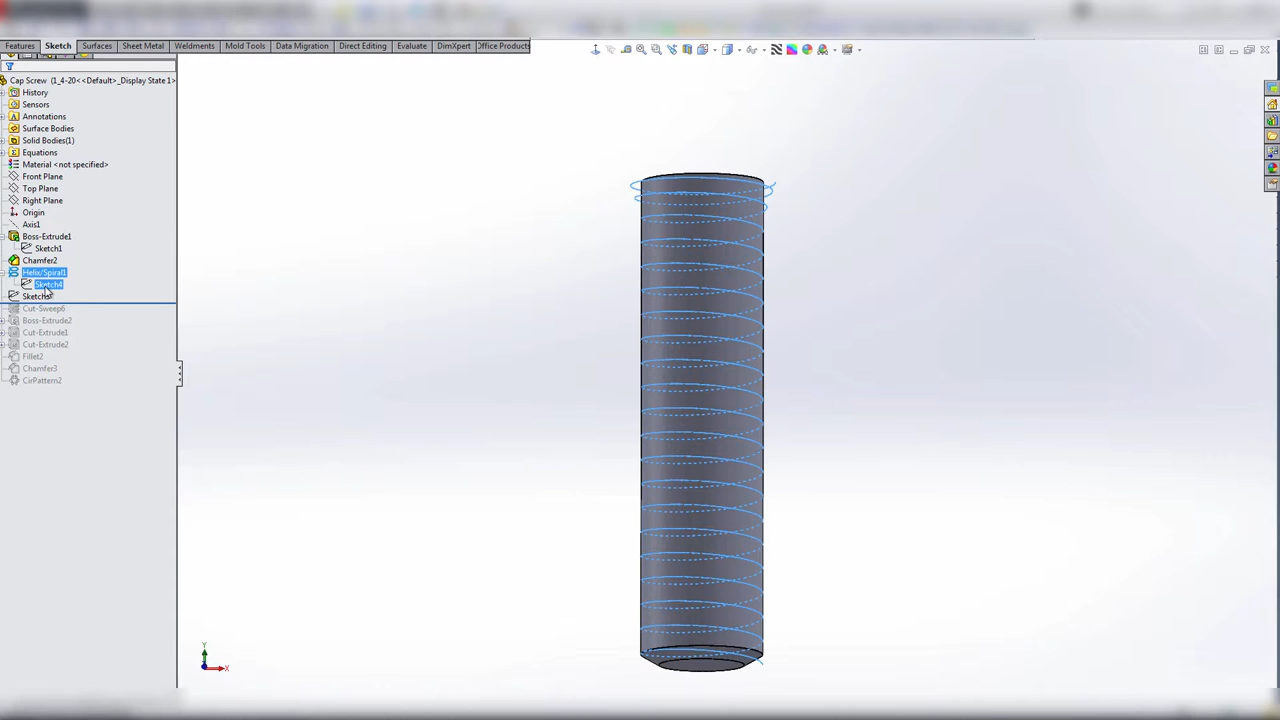 Features Sketch Surfaces Sheet Metal Weldments Mold Tools Data Migration Direct Editing Evaluate DimXpert Office Products
Cap Screw (1_4-20<<Default>_Display State 1>)
History
Sensors
Annotations
Surface Bodies
Solid Bodies(1)
Equations
Material <not specified>
Front Plane
Top Plane
Right Plane
Origin
Axis1
Boss-Extrude1
Sketch1
Chamfer2
Helix/Spiral1
Sketch4
Cut-Sweep6
Boss-Extrude2
Cut-Extrude1
Cut-Extrude2
Fillet2
Chamfer3
CirPattern2
Y
X